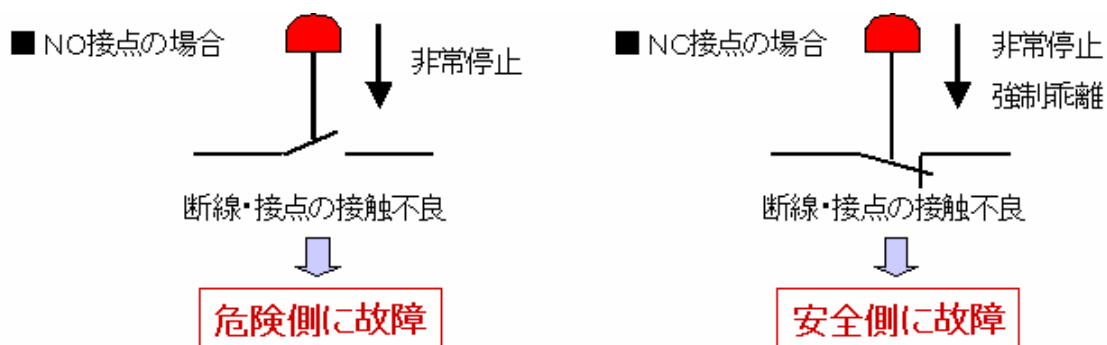 ■ NO接点の場合
非常停止
断線・接点の接触不良
危険側に故障
■ NC接点の場合
非常停止
強制乖離
断線・接点の接触不良
安全側に故障